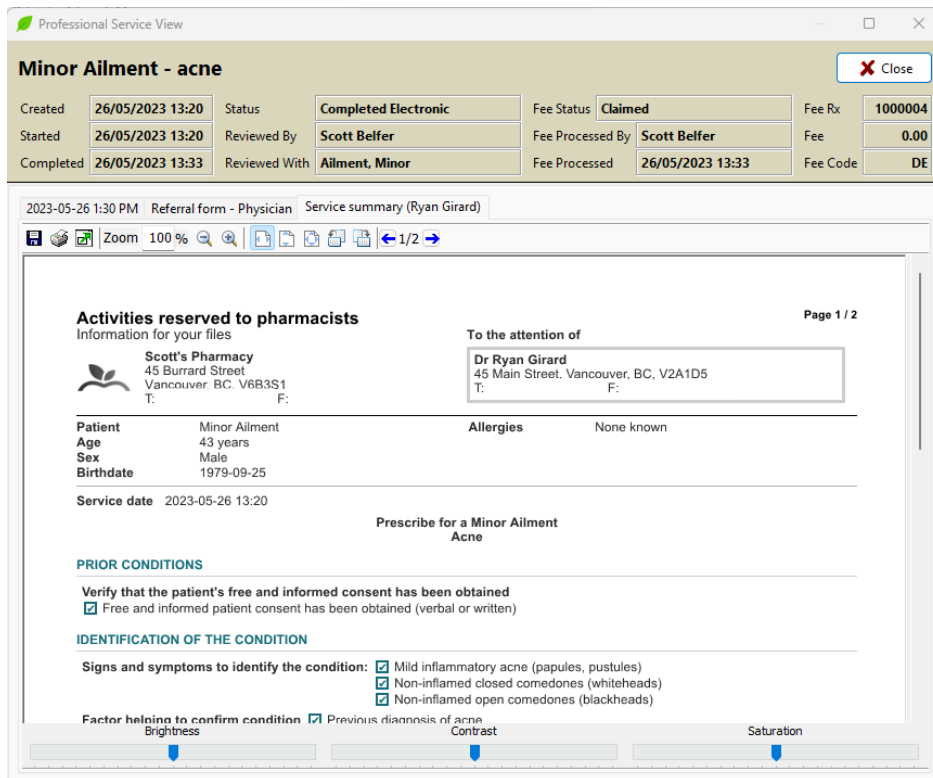 Professional Service View
Minor Ailment - acne
Close
Created 26/05/2023 13:20 Status Completed Electronic Fee Status Claimed Fee Rx 1000004
Started 26/05/2023 13:20 Reviewed By Scott Belfer Fee Processed By Scott Belfer Fee 0.00
Completed 26/05/2023 13:33 Reviewed With Ailment, Minor Fee Processed 26/05/2023 13:33 Fee Code DE
2023-05-26 1:30 PM Referral form - Physician Service summary (Ryan Girard)
Zoom 100 % 1/2
Activities reserved to pharmacists Page 1 / 2
Information for your files To the attention of
Scott's Pharmacy Dr Ryan Girard
45 Burrard Street 45 Main Street, Vancouver, BC, V2A1D5
Vancouver, BC, V6B3S1 T: F:
T: F:
Patient Minor Ailment Allergies None known
Age 43 years
Sex Male
Birthdate 1979-09-25
Service date 2023-05-26 13:20
Prescribe for a Minor Ailment
Acne
PRIOR CONDITIONS
Verify that the patient's free and informed consent has been obtained
Free and informed patient consent has been obtained (verbal or written)
IDENTIFICATION OF THE CONDITION
Signs and symptoms to identify the condition: Mild inflammatory acne (papules, pustules)
Non-inflamed closed comedones (whiteheads)
Non-inflamed open comedones (blackheads)
Factor helping to confirm condition Previous diagnosis of acne
Brightness Contrast Saturation